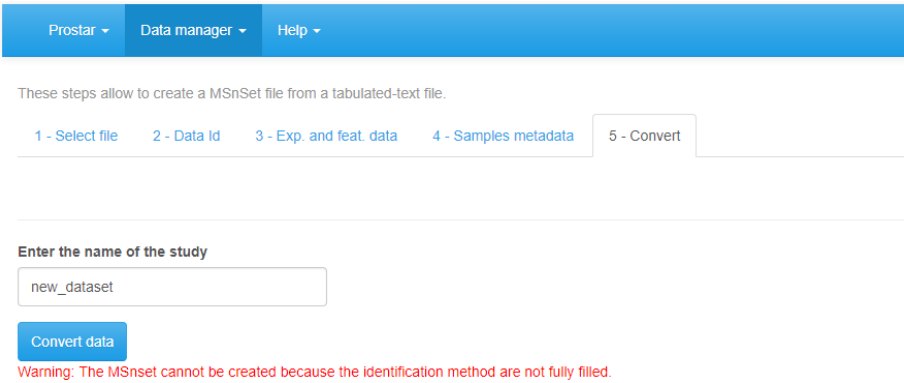 Prostar Data manager Help
These steps allow to create a MSnSet file from a tabulated-text file.
1 - Select file 2 - Data Id 3 - Exp. and feat. data 4 - Samples metadata 5 - Convert
Enter the name of the study
new_dataset
Convert data
Warning: The MSnset cannot be created because the identification method are not fully filled.